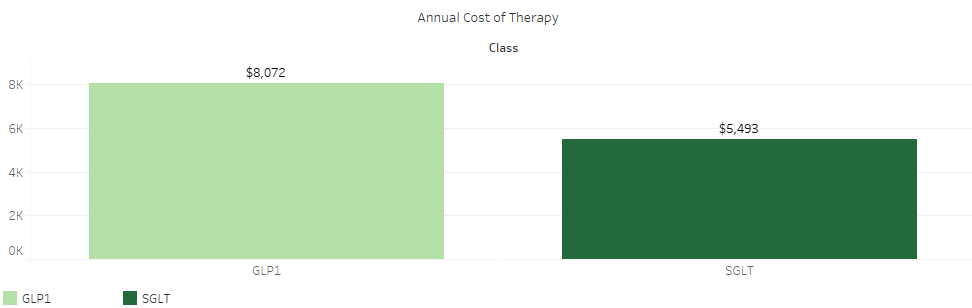 Annual Cost of Therapy
Class
$8,072
8K
$5,493
6K
4K
2K
0K
GLP1 SGLT
GLP1 SGLT